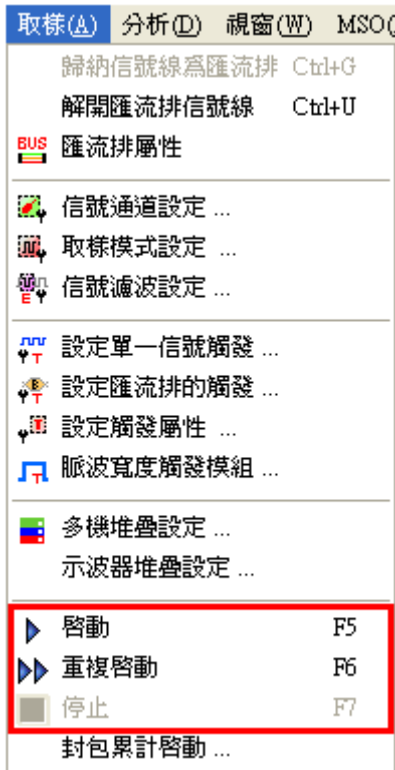 取樣(A) 分析(D) 視窗(W) MSO(
歸納信號線爲匯流排 Ctrl+G
解開匯流排信號線 Ctrl+U
BUS 匯流排屬性
信號通道設定 ...
取樣模式設定 ...
E 信號濾波設定 ...
T 設定單一信號觸發 ...
B T 設定匯流排的觸發 ...
T 設定觸發屬性 ...
T 脈波寬度觸發模組 ...
多機堆疊設定 ...
示波器堆疊設定 ...
啓動 F5
重複啓動 F6
停止 F7
封包累計啓動 ...